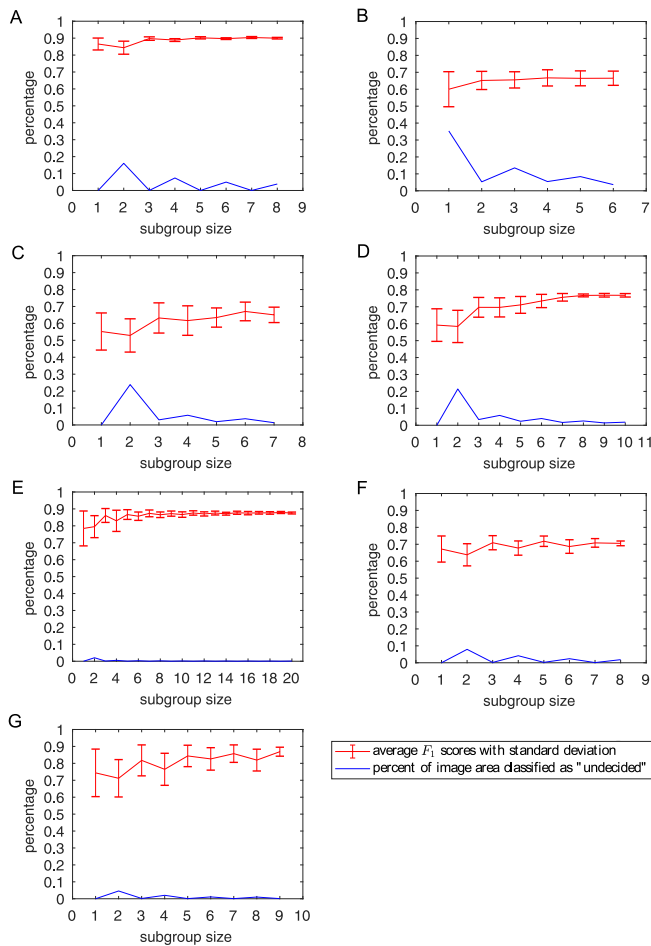 A
1
0.9
0.8
0.7
0.6
0.5
0.4
0.3
0.2
0.1
0
percentage
0 1 2 3 4 5 6 7 8 9
subgroup size
B
1
0.9
0.8
0.7
0.6
0.5
0.4
0.3
0.2
0.1
0
percentage
0 1 2 3 4 5 6 7
subgroup size
C
1
0.9
0.8
0.7
0.6
0.5
0.4
0.3
0.2
0.1
0
percentage
0 1 2 3 4 5 6 7 8
subgroup size
D
1
0.9
0.8
0.7
0.6
0.5
0.4
0.3
0.2
0.1
0
percentage
0 1 2 3 4 5 6 7 8 9 10 11
subgroup size
E
1
0.9
0.8
0.7
0.6
0.5
0.4
0.3
0.2
0.1
0
percentage
0 2 4 6 8 10 12 14 16 18 20
subgroup size
F
1
0.9
0.8
0.7
0.6
0.5
0.4
0.3
0.2
0.1
0
percentage
0 1 2 3 4 5 6 7 8 9
subgroup size
G
1
0.9
0.8
0.7
0.6
0.5
0.4
0.3
0.2
0.1
0
percentage
0 1 2 3 4 5 6 7 8 9 10
subgroup size
average F1 scores with standard deviation
percent of image area classified as "undecided"